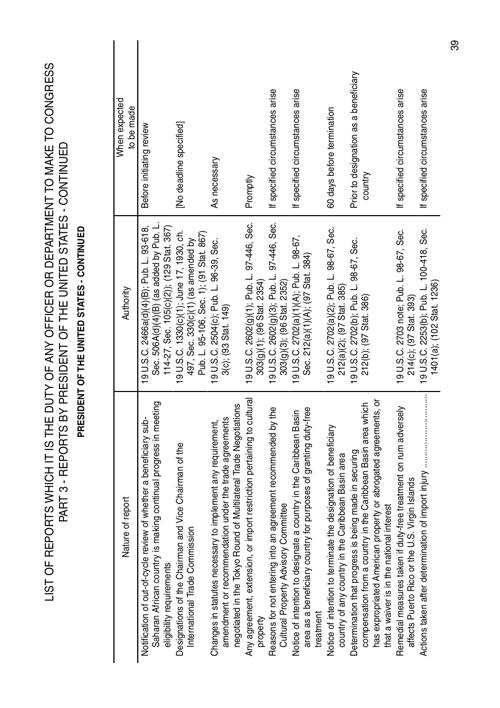 39
LIST OF REPORTS WHICH IT IS THE DUTY OF ANY OFFICER OR DEPARTMENT TO MAKE TO CONGRESS
PART 3 - REPORTS BY PRESIDENT OF THE UNITED STATES - CONTINUED
PRESIDENT OF THE UNITED STATES - CONTINUED
Nature of report
Authority
When expected
to be made
Notification of out-of-cycle review of whether a beneficiary sub-
Saharan African country is making continual progress in meeting
eligibility requirements
19 U.S.C. 2466a(d)(4)(B); Pub. L. 93-618,
Sec. 506A(d)(4)(B) (as added by Pub. L.
114-27, Sec. 105(c)(2)); (129 Stat. 367)
Before initiating review
Designations of the Chairman and Vice Chairman of the
International Trade Commission
19 U.S.C. 1330(c)(1); June 17, 1930, ch.
497, Sec. 330(c)(1) (as amended by
Pub. L. 95-106, Sec. 1); (91 Stat. 867)
[No deadline specified]
Changes in statutes necessary to implement any requirement,
amendment or recommendation under the trade agreements
negotiated in the Tokyo Round of Multilateral Trade Negotiations
19 U.S.C. 2504(c); Pub. L. 96-39, Sec.
3(c); (93 Stat. 149)
As necessary
Any agreement, extension, or import restriction pertaining to cultural
property
19 U.S.C. 2602(g)(1); Pub. L. 97-446, Sec.
303(g)(1); (96 Stat. 2354)
Promptly
Reasons for not entering into an agreement recommended by the
Cultural Property Advisory Committee
19 U.S.C. 2602(g)(3); Pub. L. 97-446, Sec.
303(g)(3); (96 Stat. 2352)
If specified circumstances arise
Notice of intention to designate a country in the Caribbean Basin
area as a beneficiary country for purposes of granting duty-free
treatment
19 U.S.C. 2702(a)(1)(A); Pub. L. 98-67,
Sec. 212(a)(1)(A); (97 Stat. 384)
If specified circumstances arise
Notice of intention to terminate the designation of beneficiary
country of any country in the Caribbean Basin area
19 U.S.C. 2702(a)(2); Pub. L. 98-67, Sec.
212(a)(2); (97 Stat. 385)
60 days before termination
Determination that progress is being made in securing
compensation from a country in the Caribbean Basin area which
has expropriated American property or abrogated agreements, or
that a waiver is in the national interest
19 U.S.C. 2702(b); Pub. L. 98-67, Sec.
212(b); (97 Stat. 386)
Prior to designation as a beneficiary
country
Remedial measures taken if duty-free treatment on rum adversely
affects Puerto Rico or the U.S. Virgin Islands
19 U.S.C. 2703 note; Pub. L. 98-67, Sec.
214(c); (97 Stat. 393)
If specified circumstances arise
Actions taken after determination of import injury ................................
19 U.S.C. 2253(b); Pub. L. 100-418, Sec.
1401(a); (102 Stat. 1236)
If specified circumstances arise